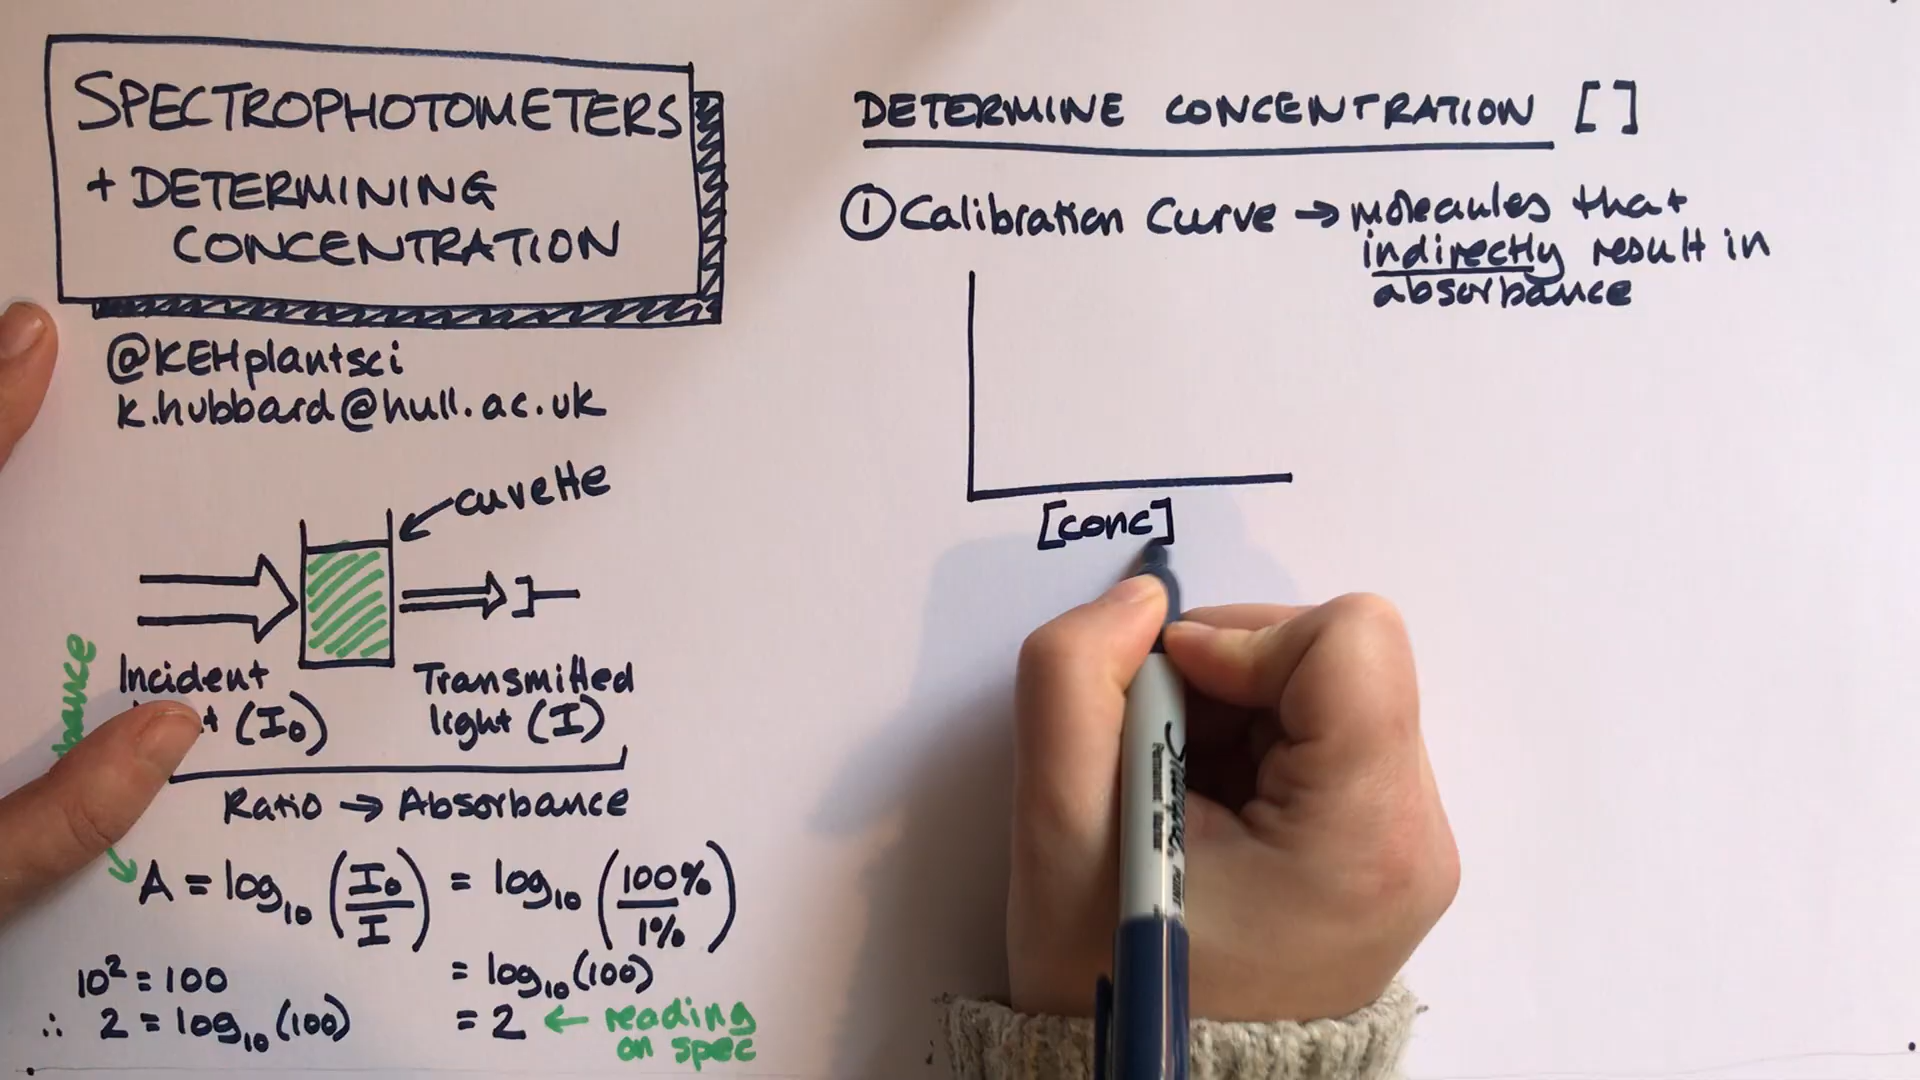 SPECTROPHOTOMETERS
+ DETERMINING
CONCENTRATION
@KEHplantsci
k.hubbard@hull.ac.uk
cuvette
Incident
(I₀)
Transmitted
light (I)
Ratio → Absorbance
A = log₁₀ (I₀/I) = log₁₀ (100%/1%)
10² = 100
= log₁₀(100)
∴ 2 = log₁₀(100)
= 2 ← reading
on spec
DETERMINE CONCENTRATION []
① Calibration Curve → molecules that
indirectly result in
absorbance
[conc]
Sharpie